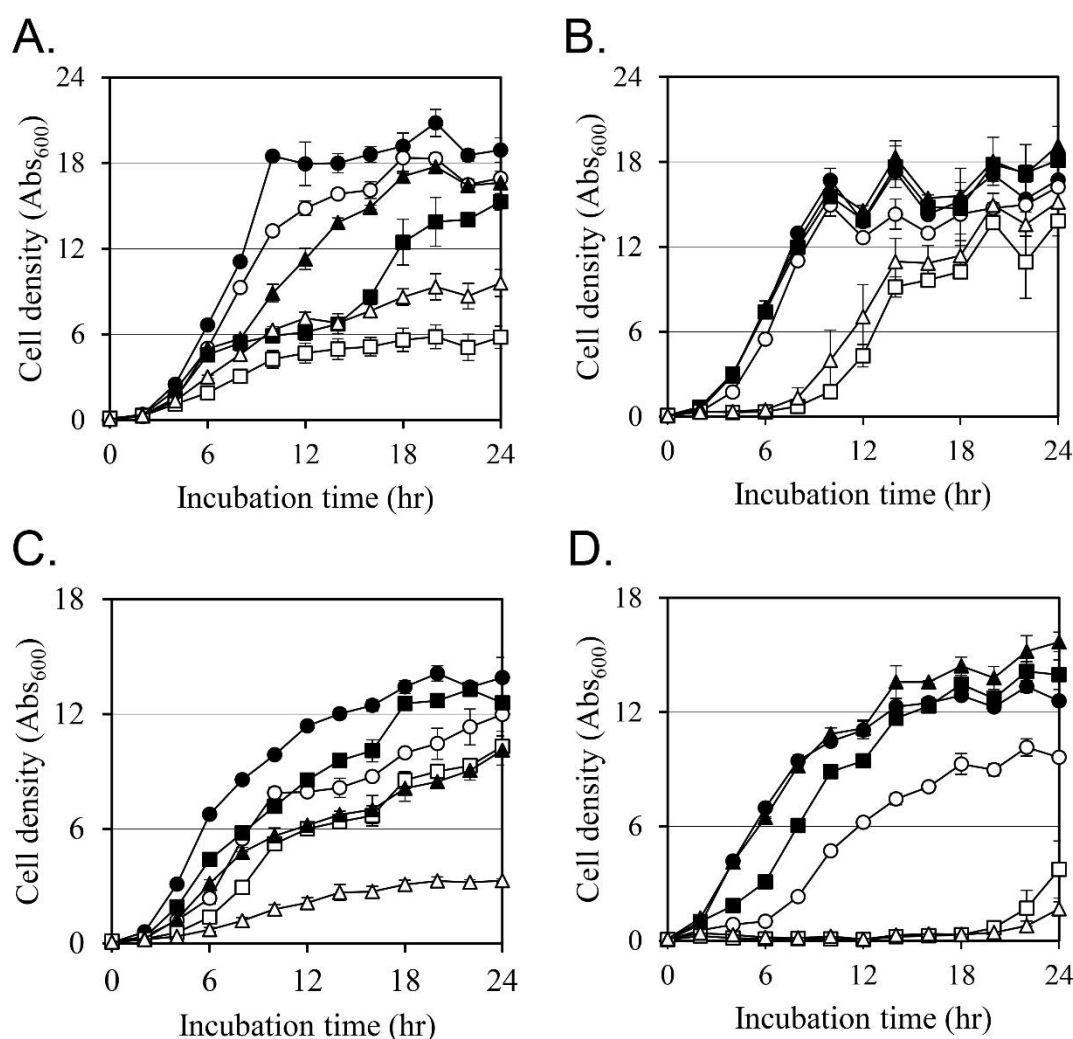 A.
Cell density (Abs600)
24
18
12
6
0
0 6 12 18 24
Incubation time (hr)
B.
Cell density (Abs600)
24
18
12
6
0
0 6 12 18 24
Incubation time (hr)
C.
Cell density (Abs600)
18
12
6
0
0 6 12 18 24
Incubation time (hr)
D.
Cell density (Abs600)
18
12
6
0
0 6 12 18 24
Incubation time (hr)